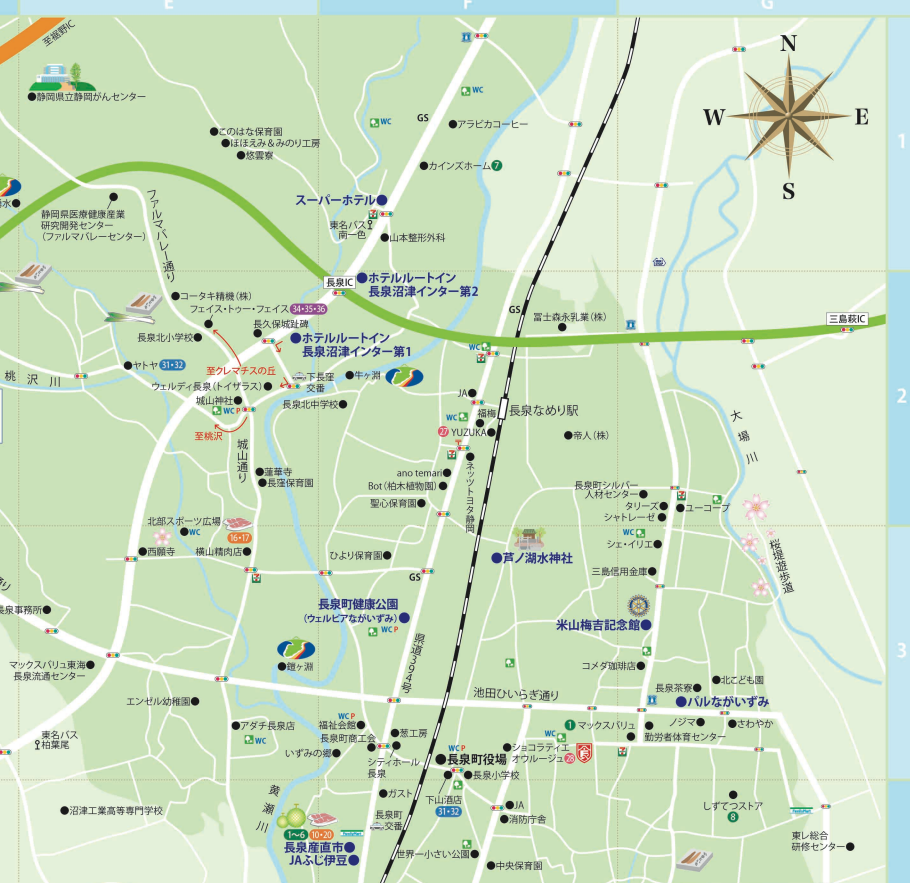 E
F
G
1
2
3
N
W
E
S
至裾野IC
静岡県立静岡がんセンター
このはな保育園
ほほえみ＆みのり工房
悠雲寮
WC
WC
GS
アラビカコーヒー
カインズホーム 7
スーパーホテル
東名バス
南一色
山本整形外科
静岡県医療健康産業
研究開発センター
(ファルマバレーセンター)
ファルマバレー通り
長泉IC
ホテルルートイン
長泉沼津インター第2
コータキ精機(株)
フェイス・トゥー・フェイス 34・35・36
長久保城趾碑
長泉北小学校
ホテルルートイン
長泉沼津インター第1
GS
冨士森永乳業(株)
三島萩IC
ヤトヤ 31・32
至クレマチスの丘
桃沢川
ウェルディ長泉(トイザラス)
下長窪
交番
牛ヶ淵
城山神社
WC P
長泉北中学校
至桃沢
城山通り
WC
JA
福梅
WC
27 YUZUKA
長泉なめり駅
帝人(株)
大場川
ano temari
Bot(柏木植物園)
聖心保育園
ネッツトヨタ静岡
蓮華寺
長窪保育園
長泉町シルバー
人材センター
タリーズ
シャトレーゼ
ユーコープ
北部スポーツ広場
WC
16・17
西願寺
横山精肉店
ひより保育園
芦ノ湖水神社
WC
シェ・イリエ
三島信用金庫
桜堤遊歩道
GS
長泉町健康公園
(ウェルピアながいずみ)
WC P
米山梅吉記念館
長泉事務所
県道394号
マックスバリュ東海
長泉流通センター
鎧ヶ淵
コメダ珈琲店
北こども園
長泉茶寮
パルながいずみ
エンゼル幼稚園
池田ひいらぎ通り
東名バス
柏葉尾
アダチ長泉店
WC
WC P
福祉会館
長泉町商工会
葱工房
いずみの郷
シティホール
長泉
WC P
長泉町役場
ショコラティエ
オウルージュ 28
1 マックスバリュ
WC
ノジマ
さわやか
勤労者体育センター
長泉小学校
下山酒店
31・32
沼津工業高等専門学校
黄瀬川
ガスト
長泉町
交番
JA
消防庁舎
しずてつストア
8
1～6
10・20
FamilyMart
長泉産直市
JAふじ伊豆
世界一小さい公園
中央保育園
FamilyMart
東レ総合
研修センター